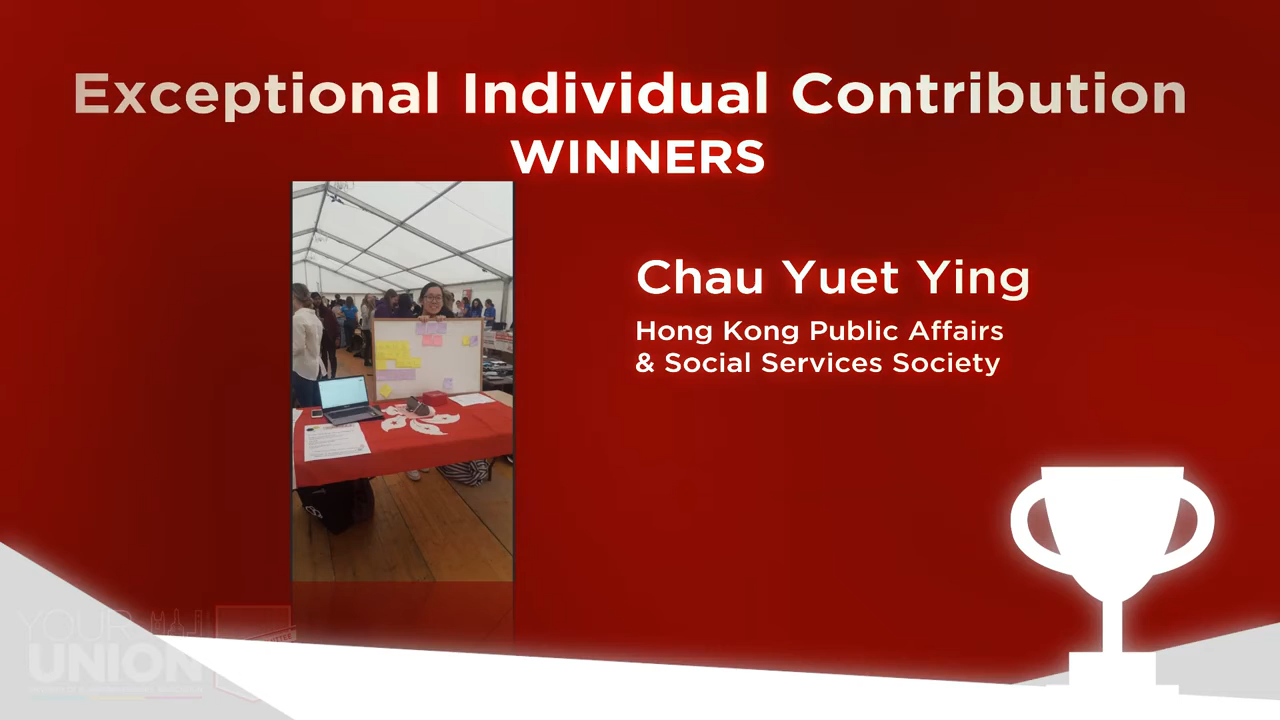 Exceptional Individual Contribution
WINNERS
Chau Yuet Ying
Hong Kong Public Affairs
& Social Services Society
YOUR
UNION